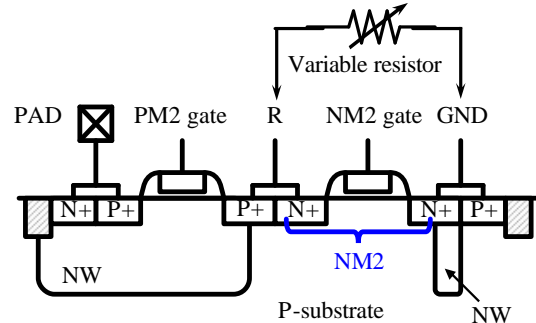 Variable resistor
PAD PM2 gate R NM2 gate GND
N+ P+ P+ N+ N+ P+
NW NM2
P-substrate NW